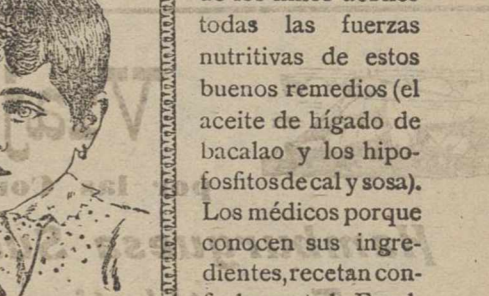 todas las fuerzas
nutritivas de estos
buenos remedios (el
aceite de hígado de
bacalao y los hipo-
fosfitos de cal y sosa).
Los médicos porque
conocen sus ingre-
dientes, recetan con-